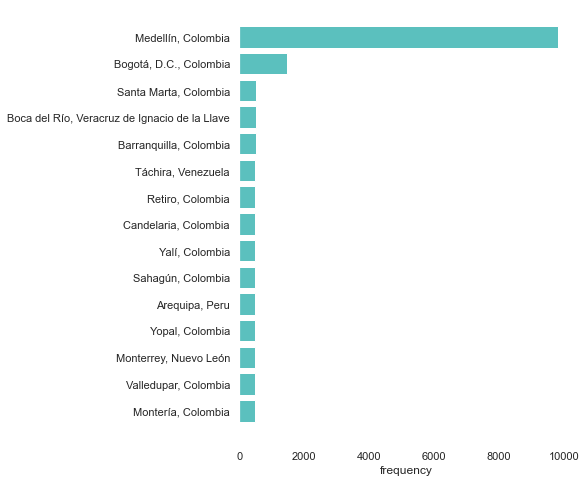 Medellín, Colombia
Bogotá, D.C., Colombia
Santa Marta, Colombia
Boca del Río, Veracruz de Ignacio de la Llave
Barranquilla, Colombia
Táchira, Venezuela
Retiro, Colombia
Candelaria, Colombia
Yalí, Colombia
Sahagún, Colombia
Arequipa, Peru
Yopal, Colombia
Monterrey, Nuevo León
Valledupar, Colombia
Montería, Colombia
0 2000 4000 6000 8000 10000
frequency